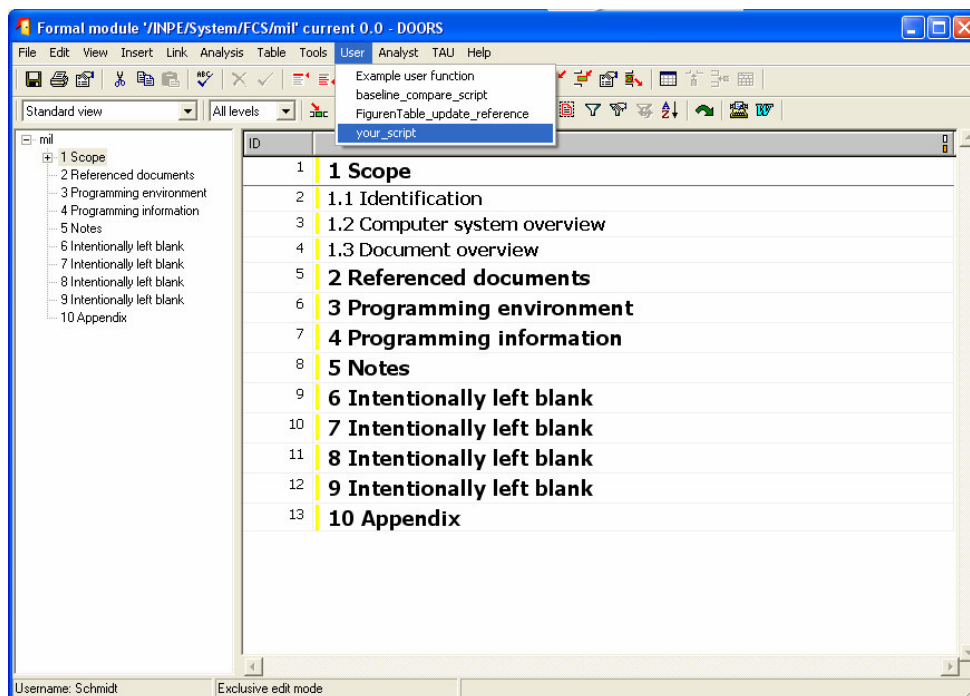 Formal module '/INPE/System/FCS/mil' current 0.0 - DOORS
File Edit View Insert Link Analysis Table Tools User Analyst TAU Help
Example user function
baseline_compare_script
FigurenTable_update_reference
your_script
Standard view All levels
mil
1 Scope
2 Referenced documents
3 Programming environment
4 Programming information
5 Notes
6 Intentionally left blank
7 Intentionally left blank
8 Intentionally left blank
9 Intentionally left blank
10 Appendix
ID
1 1 Scope
2 1.1 Identification
3 1.2 Computer system overview
4 1.3 Document overview
5 2 Referenced documents
6 3 Programming environment
7 4 Programming information
8 5 Notes
9 6 Intentionally left blank
10 7 Intentionally left blank
11 8 Intentionally left blank
12 9 Intentionally left blank
13 10 Appendix
Username: Schmidt Exclusive edit mode